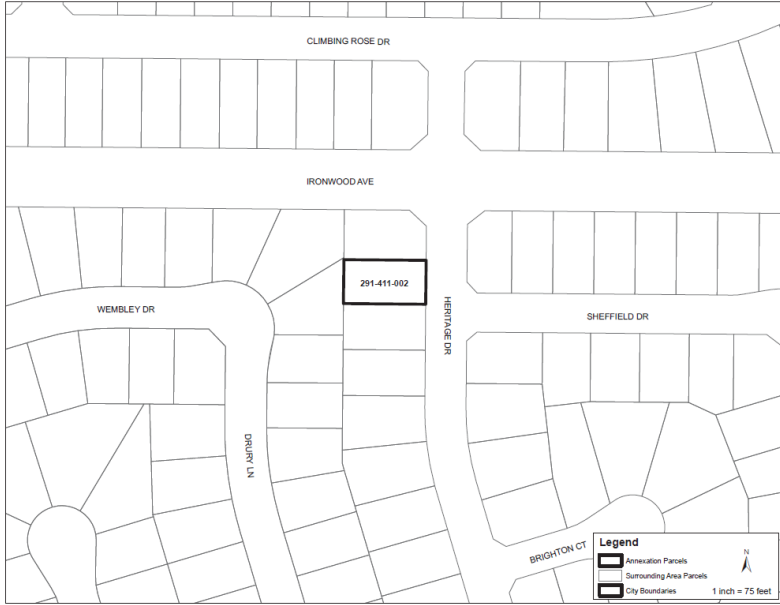 CLIMBING ROSE DR
IRONWOOD AVE
291-411-002
WEMBLEY DR
HERITAGE DR
SHEFFIELD DR
DRURY LN
BRIGHTON CT
Legend
Annexation Parcels
Surrounding Area Parcels
City Boundaries
N
1 inch = 75 feet